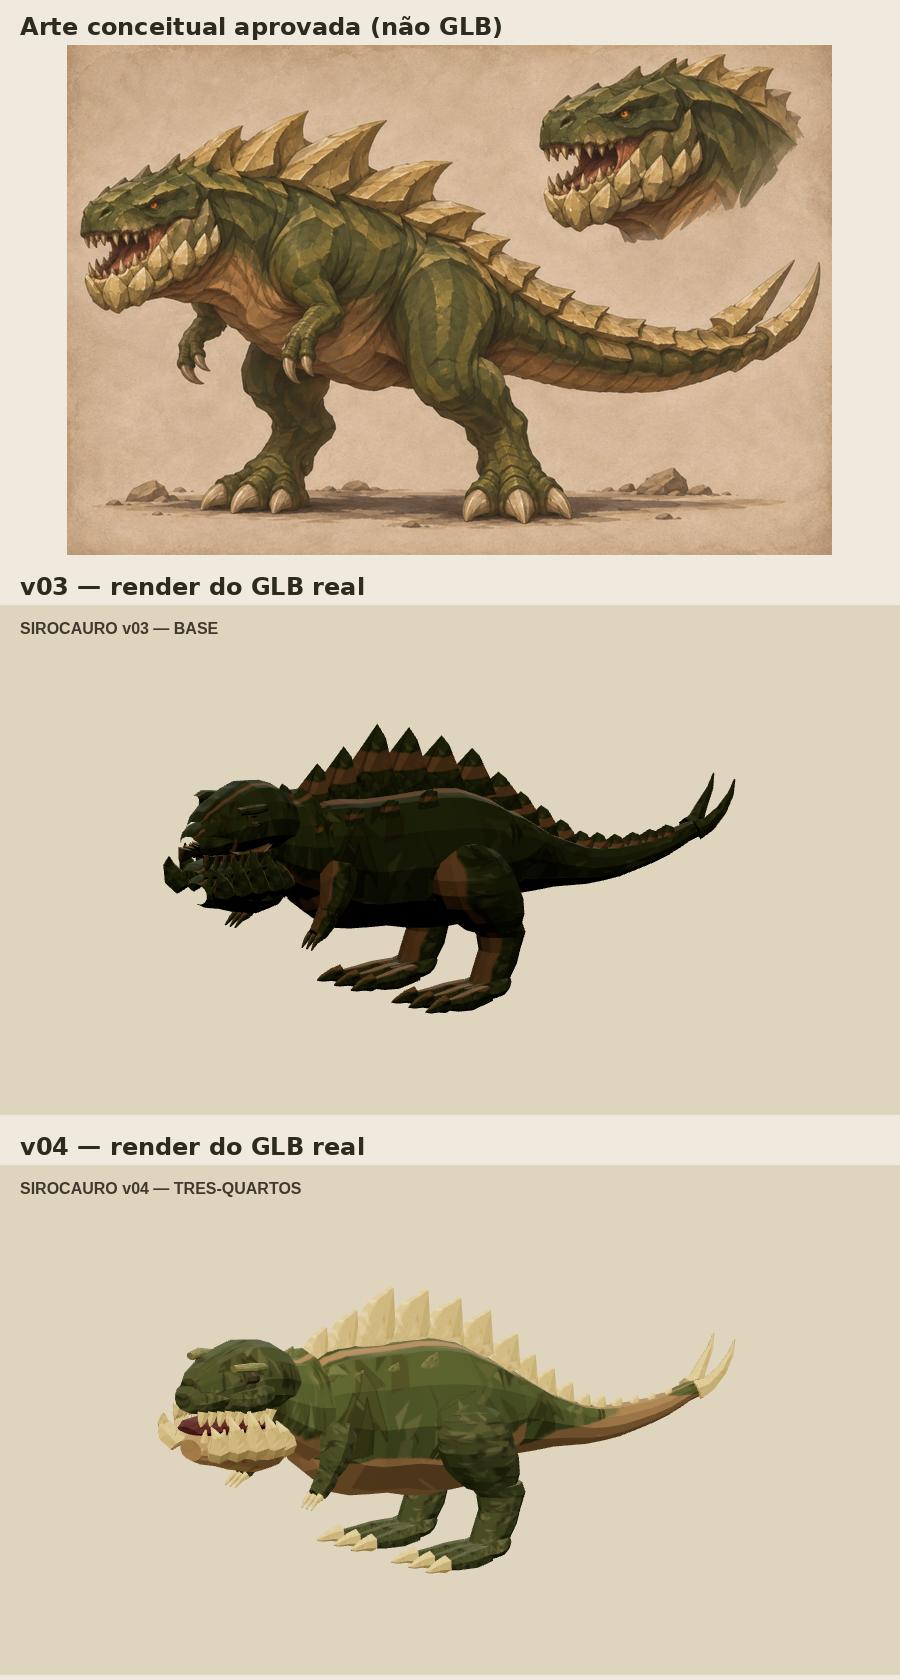 Arte conceitual aprovada (não GLB)
v03 — render do GLB real
SIROCAURO v03 — BASE
v04 — render do GLB real
SIROCAURO v04 — TRES-QUARTOS